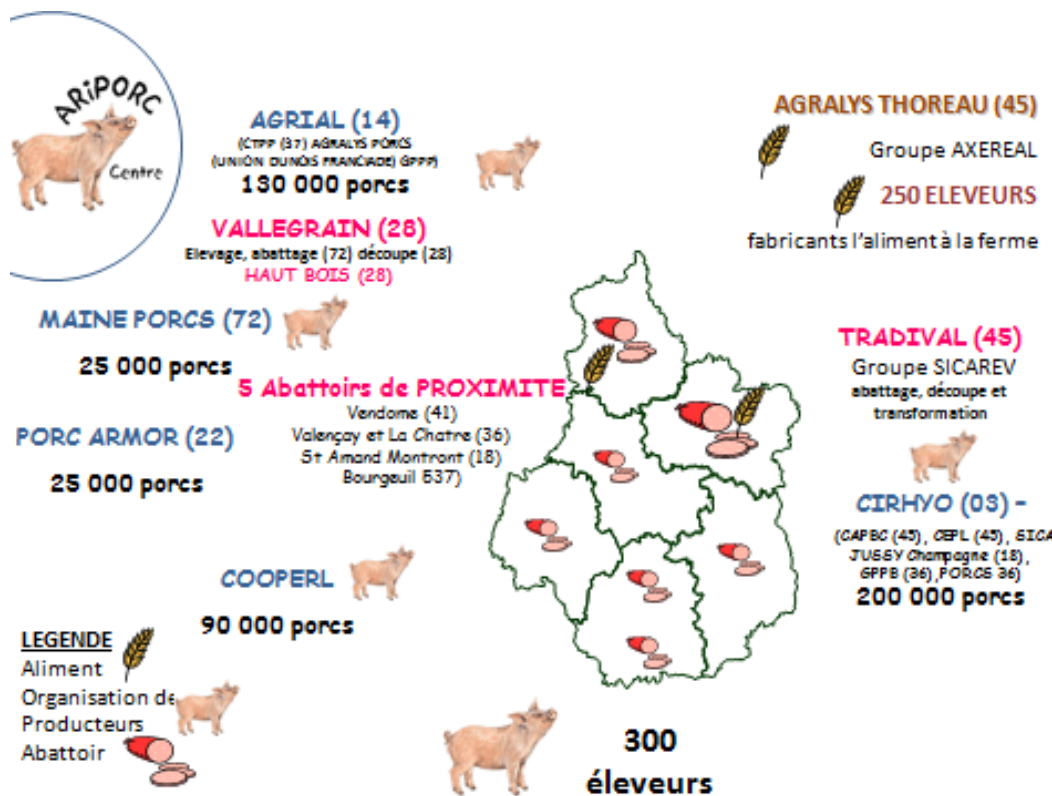 ARiPORC
Centre
AGRIAL (14)
(CTPP (37) AGRALYS PORCS
(UNION DUNOIS FRANCIADE) GPPP)
130 000 porcs
VALLEGRAIN (28)
Elevage, abattage (72) découpe (28)
HAUT BOIS (28)
MAINE PORCS (72)
25 000 porcs
5 Abattoirs de PROXIMITE
Vendome (41)
Valençay et La Chatre (36)
St Amand Montront (18)
Bourgeuil 637)
PORC ARMOR (22)
25 000 porcs
COOPERL
90 000 porcs
AGRALYS THOREAU (45)
Groupe AXEREAL
250 ELEVEURS
fabricants l'aliment à la ferme
TRADIVAL (45)
Groupe SICAREV
abattage, découpe et
transformation
CIRHYO (03) –
(CAPBC (45), CEPL (45), SICA
JUSSY Champagne (18),
GPPB (36),PORCS 36)
200 000 porcs
LEGENDE
Aliment
Organisation de
Producteurs
Abattoir
300
éleveurs